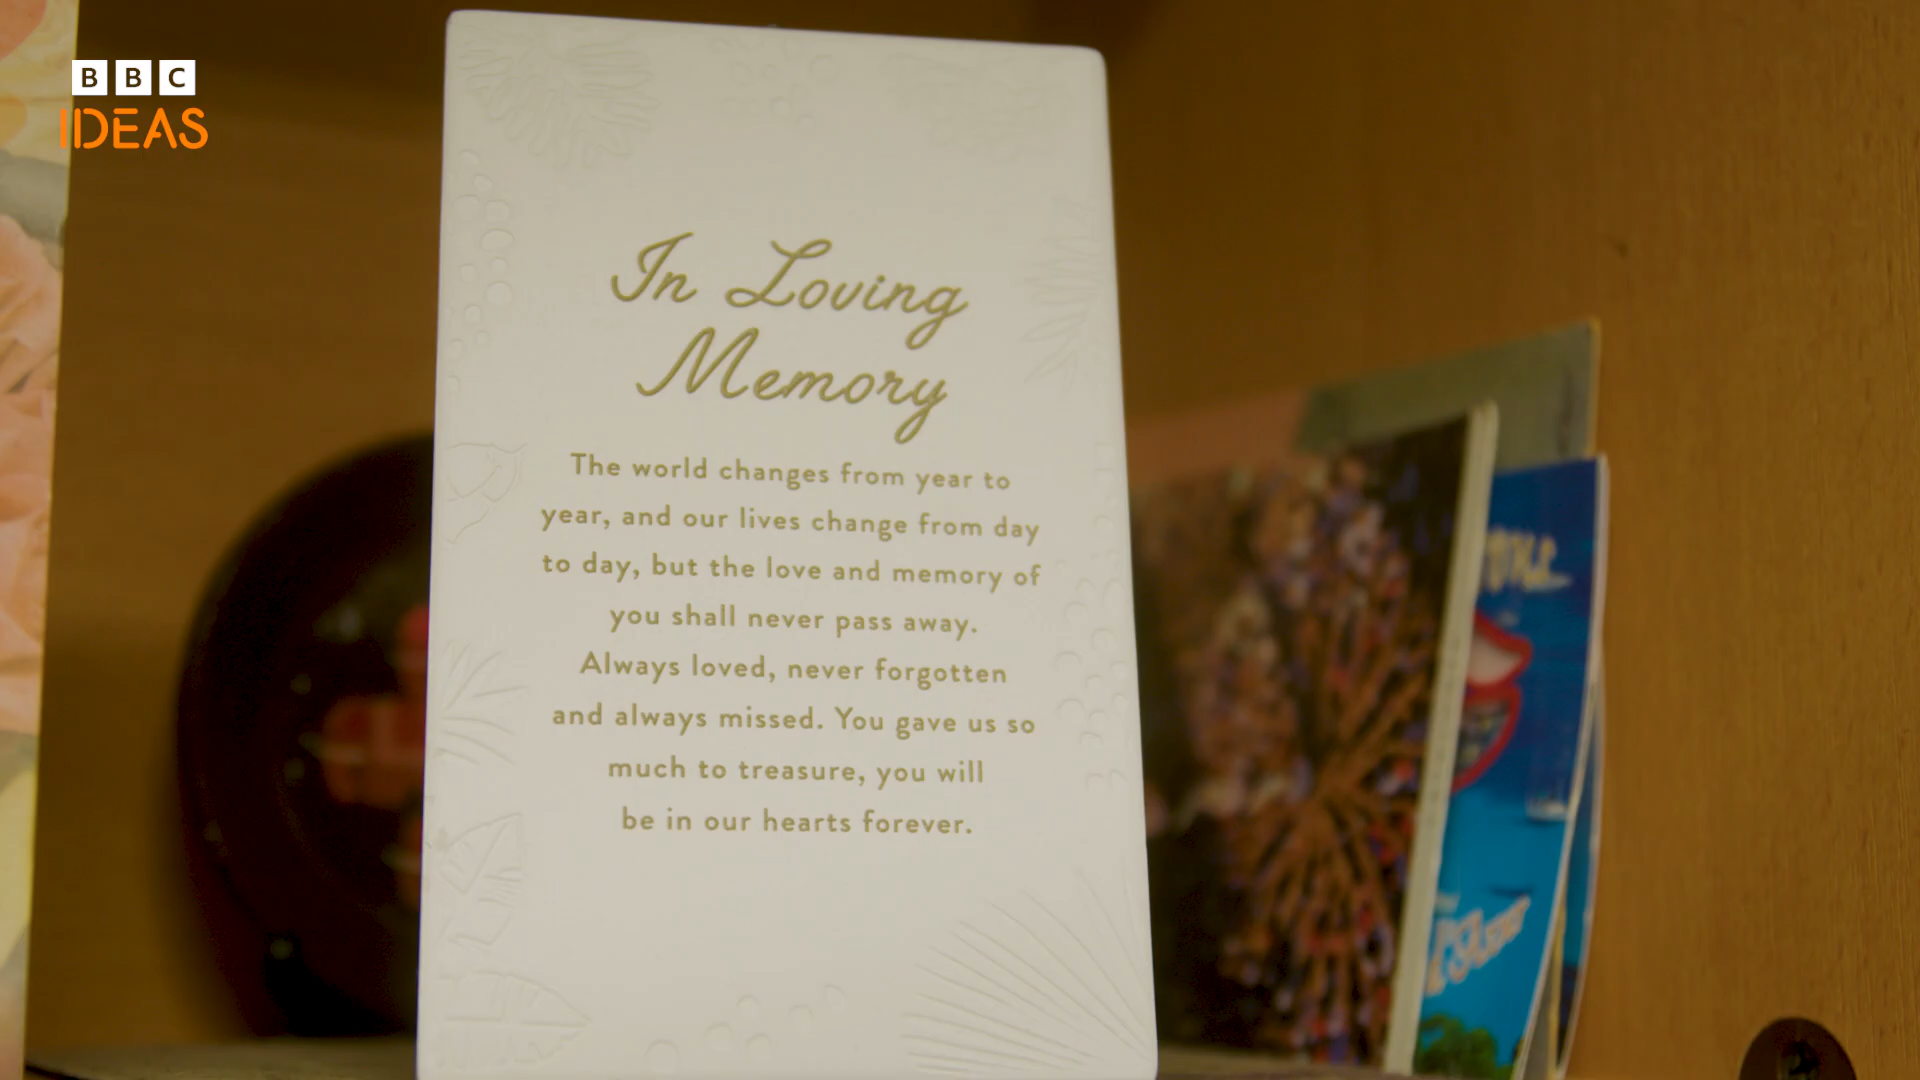 BBC
IDEAS
In Loving
Memory
The world changes from year to
year, and our lives change from day
to day, but the love and memory of
you shall never pass away.
Always loved, never forgotten
and always missed. You gave us so
much to treasure, you will
be in our hearts forever.